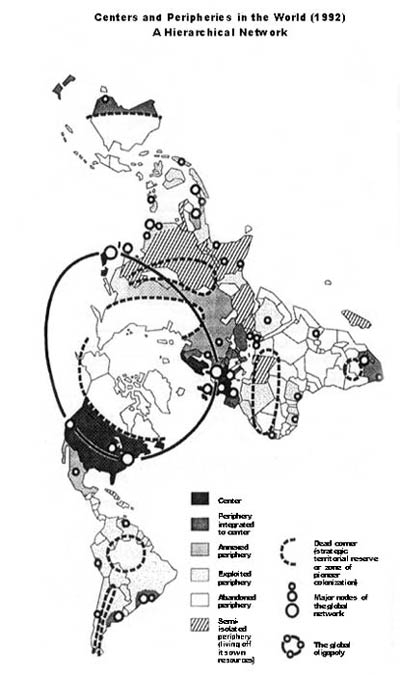 Centers and Peripheries in the World (1992)
A Hierarchical Network
Center
Periphery
integrated
to center
Annexed
periphery
Exploited
periphery
Abandoned
periphery
Semi-
isolated
periphery
(living off
its own
resources)
Dead corner
(strategic
territorial reserve
or zone of
pioneer
colonization)
Major nodes of
the global
network
The global
oligopoly